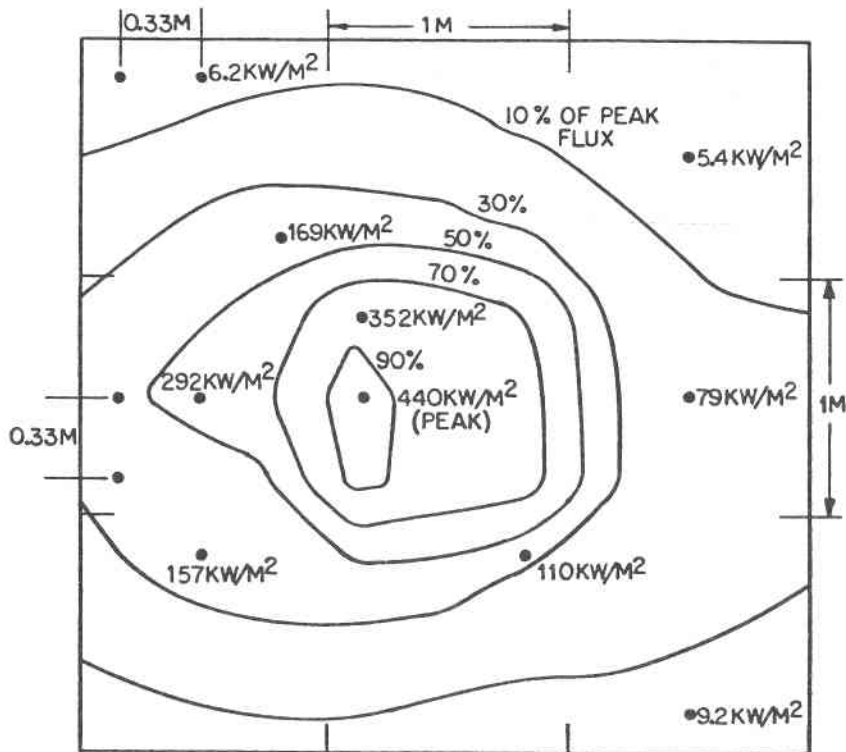 0.33M
1M
6.2KW/M²
10% OF PEAK
FLUX
5.4KW/M²
30%
169KW/M²
50%
70%
352KW/M²
90%
292KW/M²
440KW/M²
(PEAK)
79KW/M²
1M
0.33M
157KW/M²
110KW/M²
9.2KW/M²